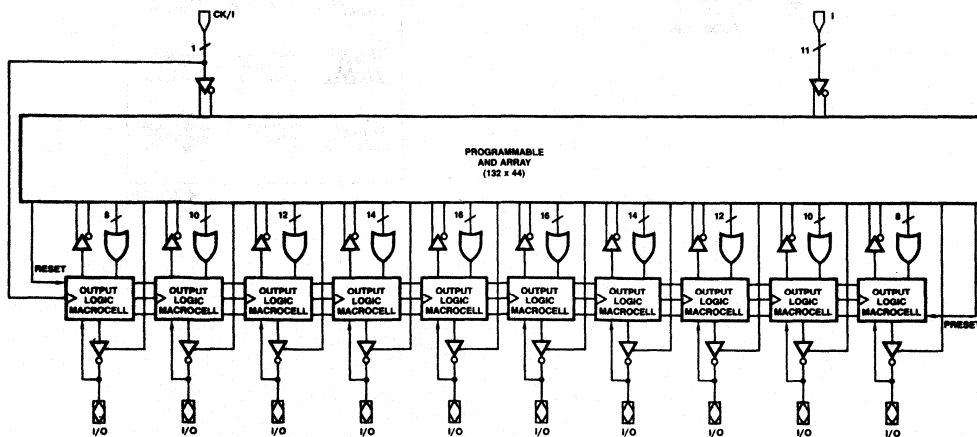 CK/I
I
1
11
PROGRAMMABLE
AND ARRAY
(132 x 44)
8 10 12 14 16 16 14 12 10 8
RESET
OUTPUT LOGIC MACROCELL
OUTPUT LOGIC MACROCELL
OUTPUT LOGIC MACROCELL
OUTPUT LOGIC MACROCELL
OUTPUT LOGIC MACROCELL
OUTPUT LOGIC MACROCELL
OUTPUT LOGIC MACROCELL
OUTPUT LOGIC MACROCELL
OUTPUT LOGIC MACROCELL
OUTPUT LOGIC MACROCELL
PRESET
I/O I/O I/O I/O I/O I/O I/O I/O I/O I/O